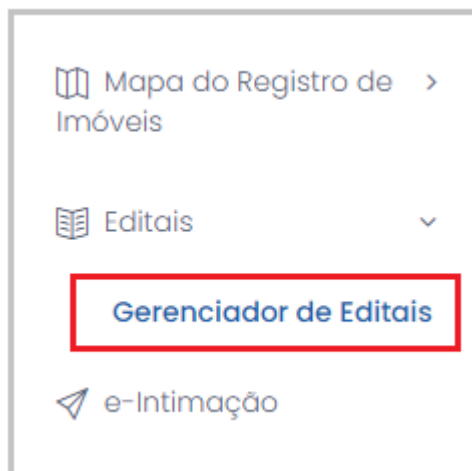 Mapa do Registro de
Imóveis
Editais
Gerenciador de Editais
e-Intimação